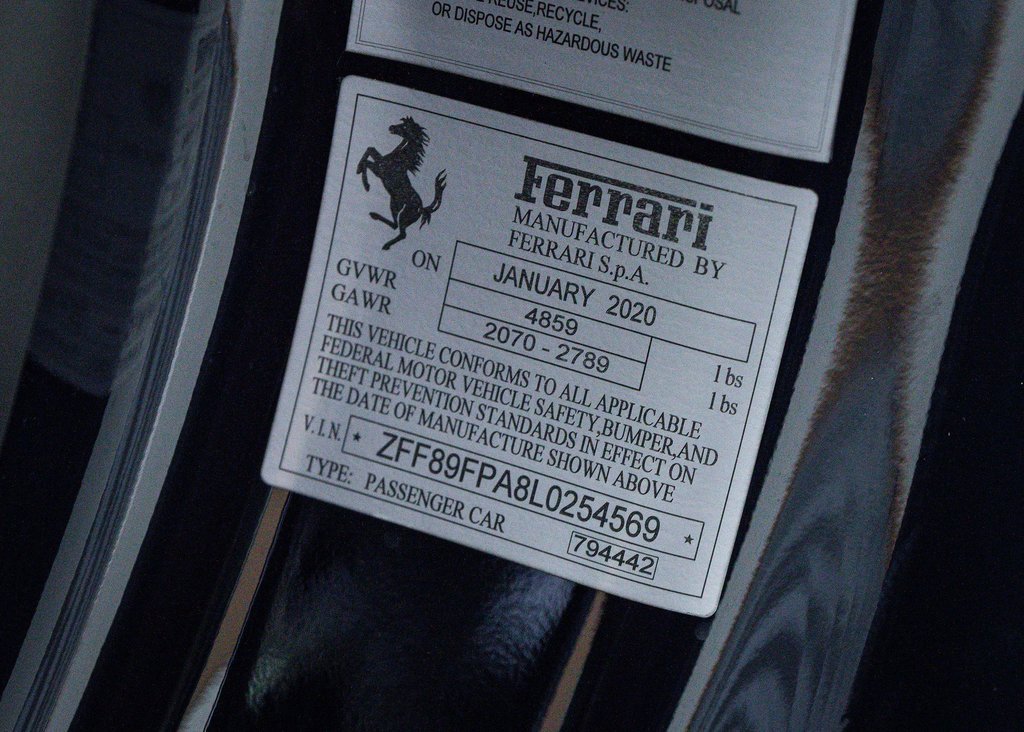 REUSE,RECYCLE,
OR DISPOSE AS HAZARDOUS WASTE
Ferrari
MANUFACTURED BY
FERRARI S.p.A.
ON JANUARY 2020
GVWR 4859 lbs
GAWR 2070 - 2789 lbs
THIS VEHICLE CONFORMS TO ALL APPLICABLE
FEDERAL MOTOR VEHICLE SAFETY,BUMPER,AND
THEFT PREVENTION STANDARDS IN EFFECT ON
THE DATE OF MANUFACTURE SHOWN ABOVE
V.I.N. * ZFF89FPA8L0254569 *
TYPE: PASSENGER CAR
794442